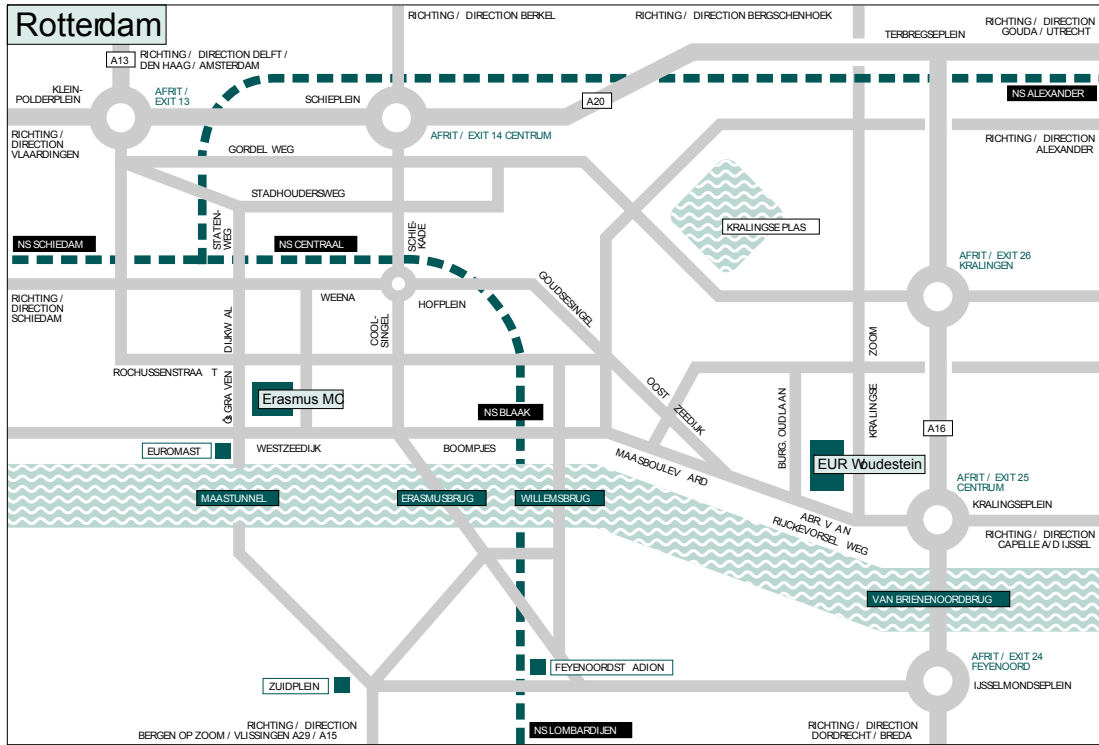 Rotterdam
RICHTING / DIRECTION BERKEL
RICHTING / DIRECTION BERGSCHENHOEK
RICHTING / DIRECTION
GOUDA / UTRECHT
TERBREGSEPLEIN
A13
RICHTING / DIRECTION DELFT /
DEN HAAG / AMSTERDAM
KLEIN-
POLDERPLEIN
AFRIT /
EXIT 13
SCHIEPLEIN
A20
NS ALEXANDER
RICHTING /
DIRECTION
VLAARDINGEN
AFRIT / EXIT 14 CENTRUM
RICHTING / DIRECTION
ALEXANDER
GORDEL WEG
STADHOUDERSWEG
STATEN-
WEG
SCHIE-
KADE
KRALINGSE PLAS
NS SCHIEDAM
NS CENTRAAL
AFRIT / EXIT 26
KRALINGEN
RICHTING /
DIRECTION
SCHIEDAM
WEENA
HOFPLEIN
GOUDSESINGEL
COOL-
SINGEL
GRAVEN DIJKW AL
KRALINGSE ZOOM
ROCHUSSENSTRAA T
Erasmus MC
OOST ZEEDIJK
BURG. OUDLAAN
NS BLAAK
A16
EUROMAST
WESTZEEDIJK
BOOMPJES
MAASBOULEV ARD
EUR Woudestein
AFRIT / EXIT 25
CENTRUM
KRALINGSEPLEIN
MAASTUNNEL
ERASMUSBRUG
WILLEMSBRUG
ABR. V AN
RIJCKEVORSEL WEG
RICHTING / DIRECTION
CAPELLE A/D IJSSEL
VAN BRIENENOORDBRUG
AFRIT / EXIT 24
FEYENOORD
FEYENOORDST ADION
ZUIDPLEIN
IJSSELMONDSEPLEIN
RICHTING / DIRECTION
BERGEN OP ZOOM / VLISSINGEN A29 / A15
NS LOMBARDIJEN
RICHTING / DIRECTION
DORDRECHT / BREDA